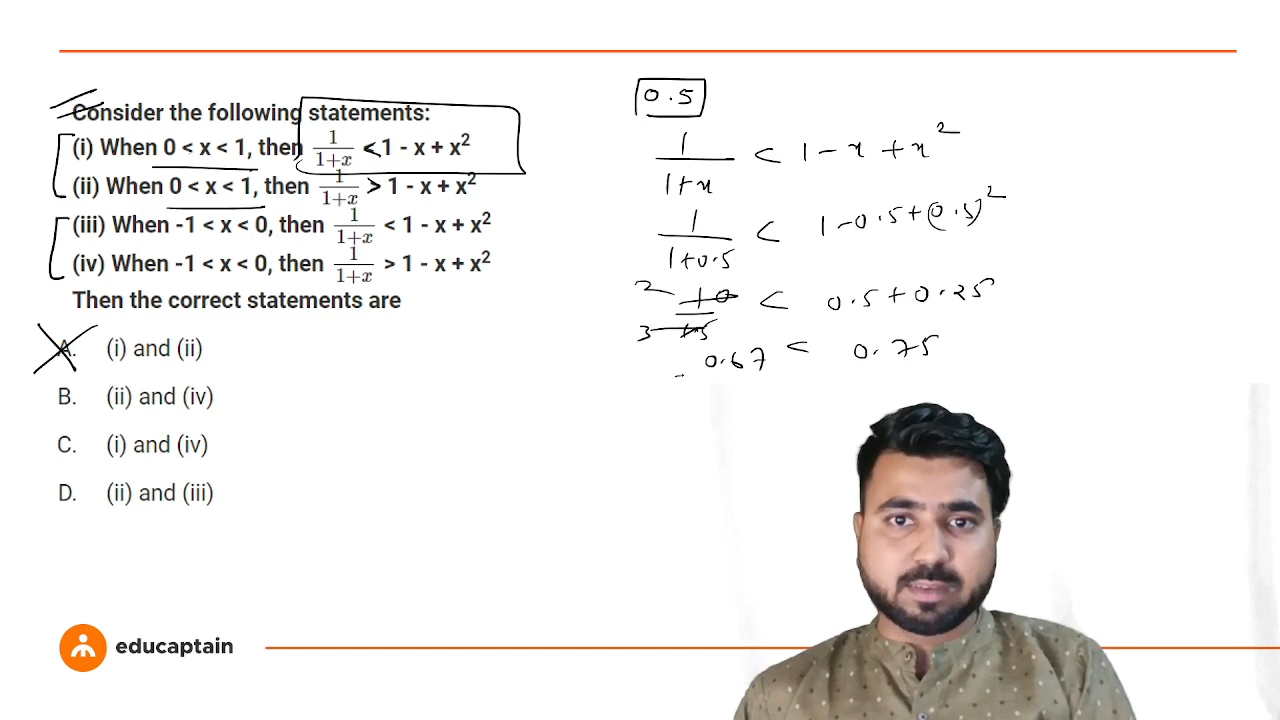 Consider the following statements:
(i) When 0 < x < 1, then 1/(1+x) < 1 - x + x²
(ii) When 0 < x < 1, then 1/(1+x) > 1 - x + x²
(iii) When -1 < x < 0, then 1/(1+x) < 1 - x + x²
(iv) When -1 < x < 0, then 1/(1+x) > 1 - x + x²
Then the correct statements are
A. (i) and (ii)
B. (ii) and (iv)
C. (i) and (iv)
D. (ii) and (iii)
0.5
1/(1+x) < 1-x+x²
1/(1+0.5) < 1-0.5+(0.5)²
2/3 < 0.5+0.25
0.67 < 0.75
educaptain